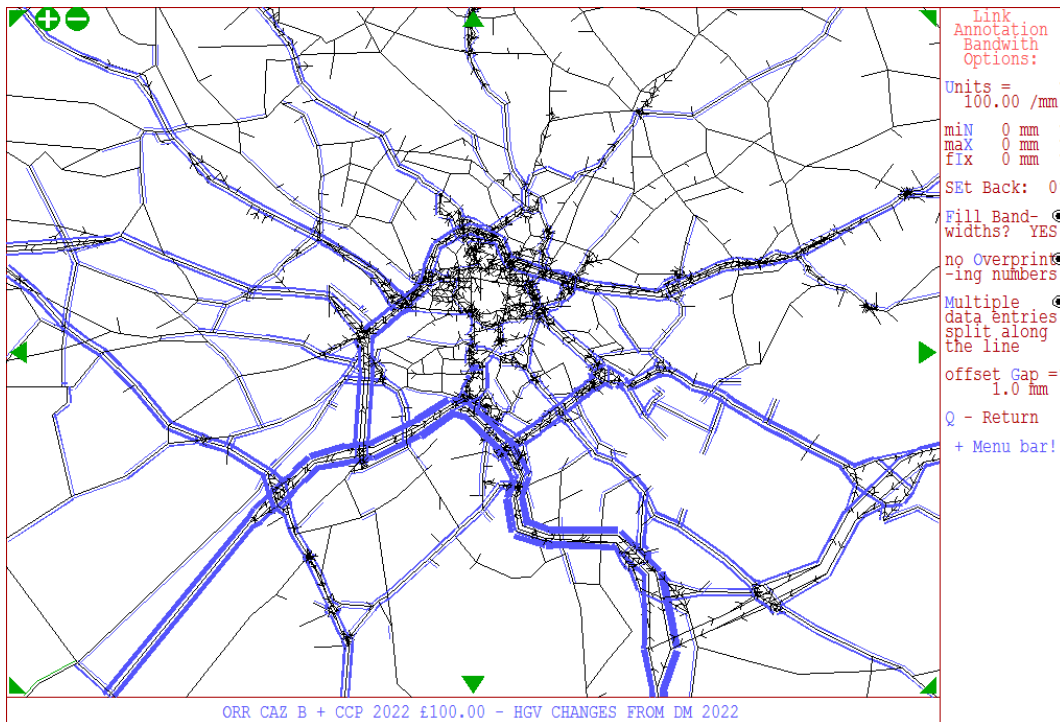 Link
Annotation
Bandwith
Options:
Units =
100.00 /mm
miN 0 mm
maX 0 mm
fIx 0 mm
SEt Back: 0
Fill Band-
widths? YES
no Overprint
-ing numbers
Multiple
data entries
split along
the line
offset Gap =
1.0 mm
Q - Return
+ Menu bar!
ORR CAZ B + CCP 2022 £100.00 - HGV CHANGES FROM DM 2022